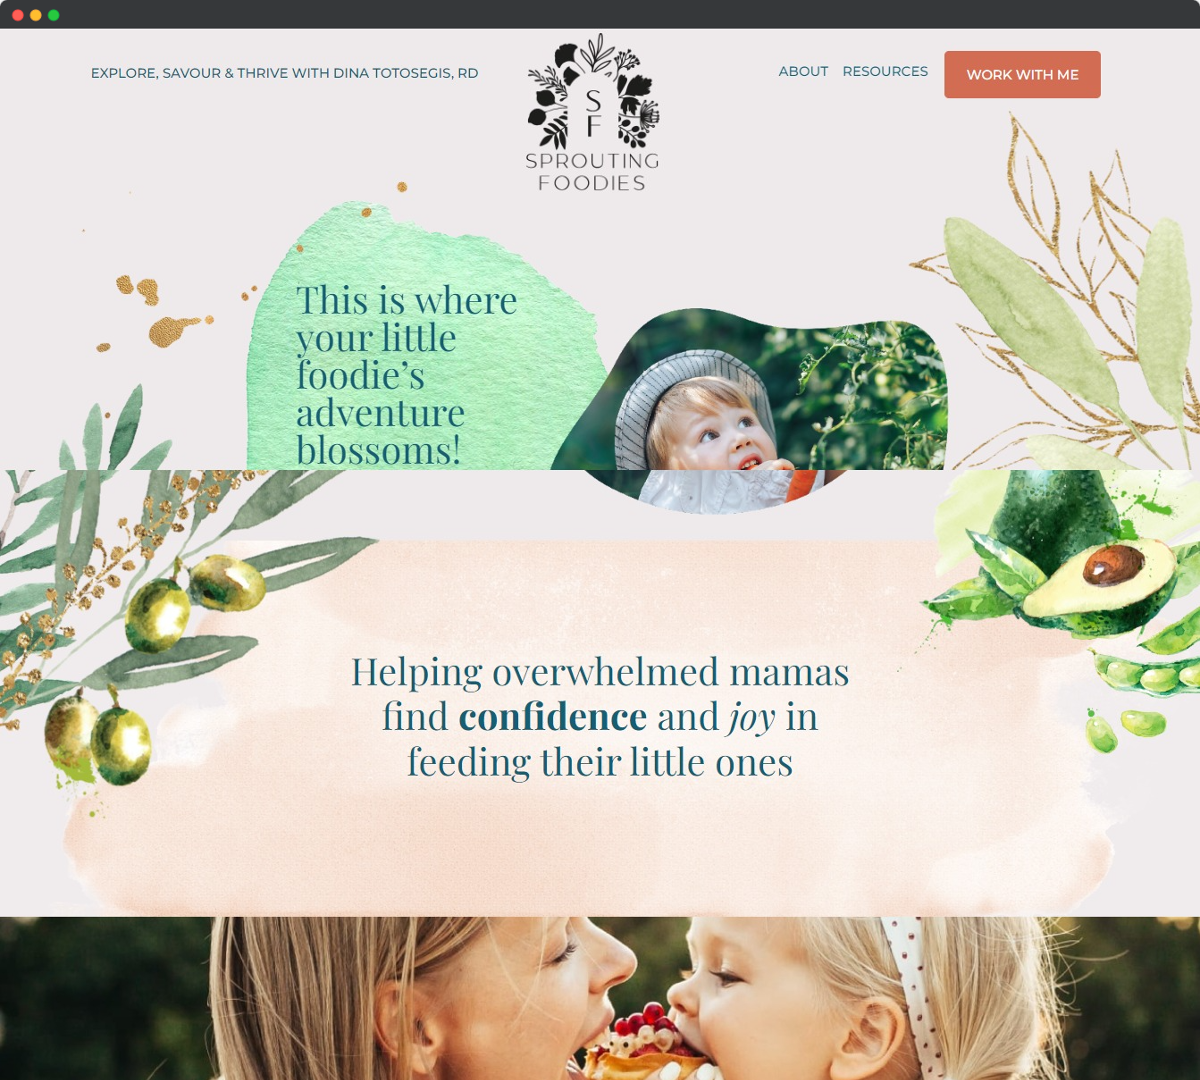 EXPLORE, SAVOUR & THRIVE WITH DINA TOTOSEGIS, RD
S
F
SPROUTING
FOODIES
ABOUT RESOURCES WORK WITH ME
This is where
your little
foodie’s
adventure
blossoms!
Helping overwhelmed mamas
find confidence and joy in
feeding their little ones